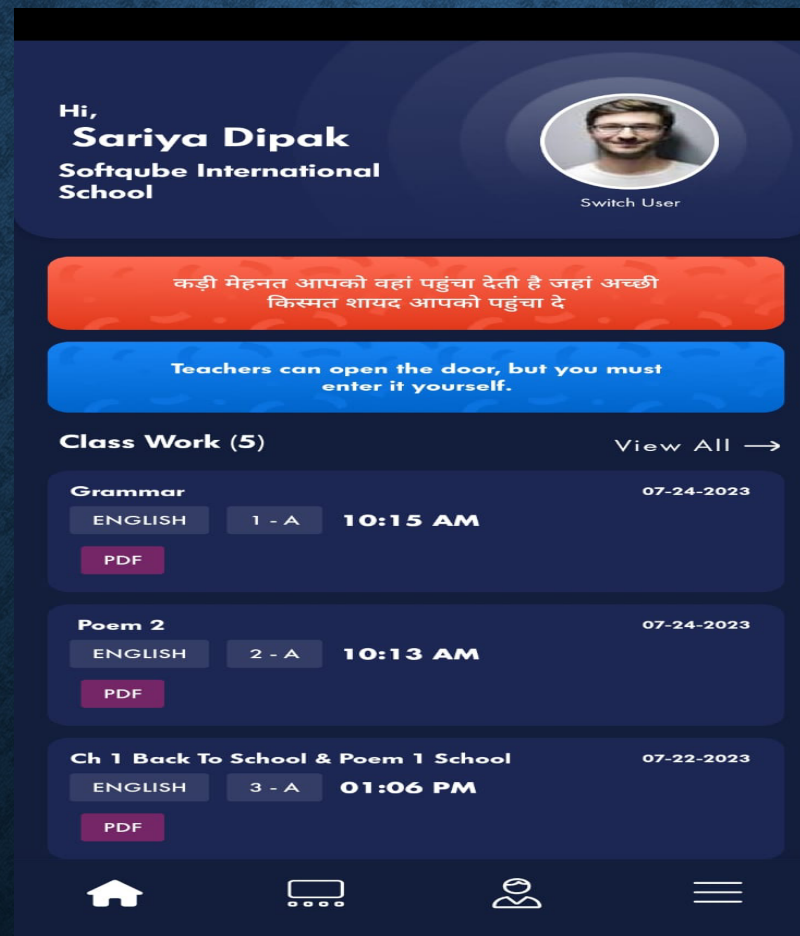 Hi,
Sariya Dipak
Softqube International
School
Switch User
कड़ी मेहनत आपको वहां पहुंचा देती है जहां अच्छी
किस्मत शायद आपको पहुंचा दे
Teachers can open the door, but you must
enter it yourself.
Class Work (5) View All →
Grammar 07-24-2023
ENGLISH 1 - A 10:15 AM
PDF
Poem 2 07-24-2023
ENGLISH 2 - A 10:13 AM
PDF
Ch 1 Back To School & Poem 1 School 07-22-2023
ENGLISH 3 - A 01:06 PM
PDF